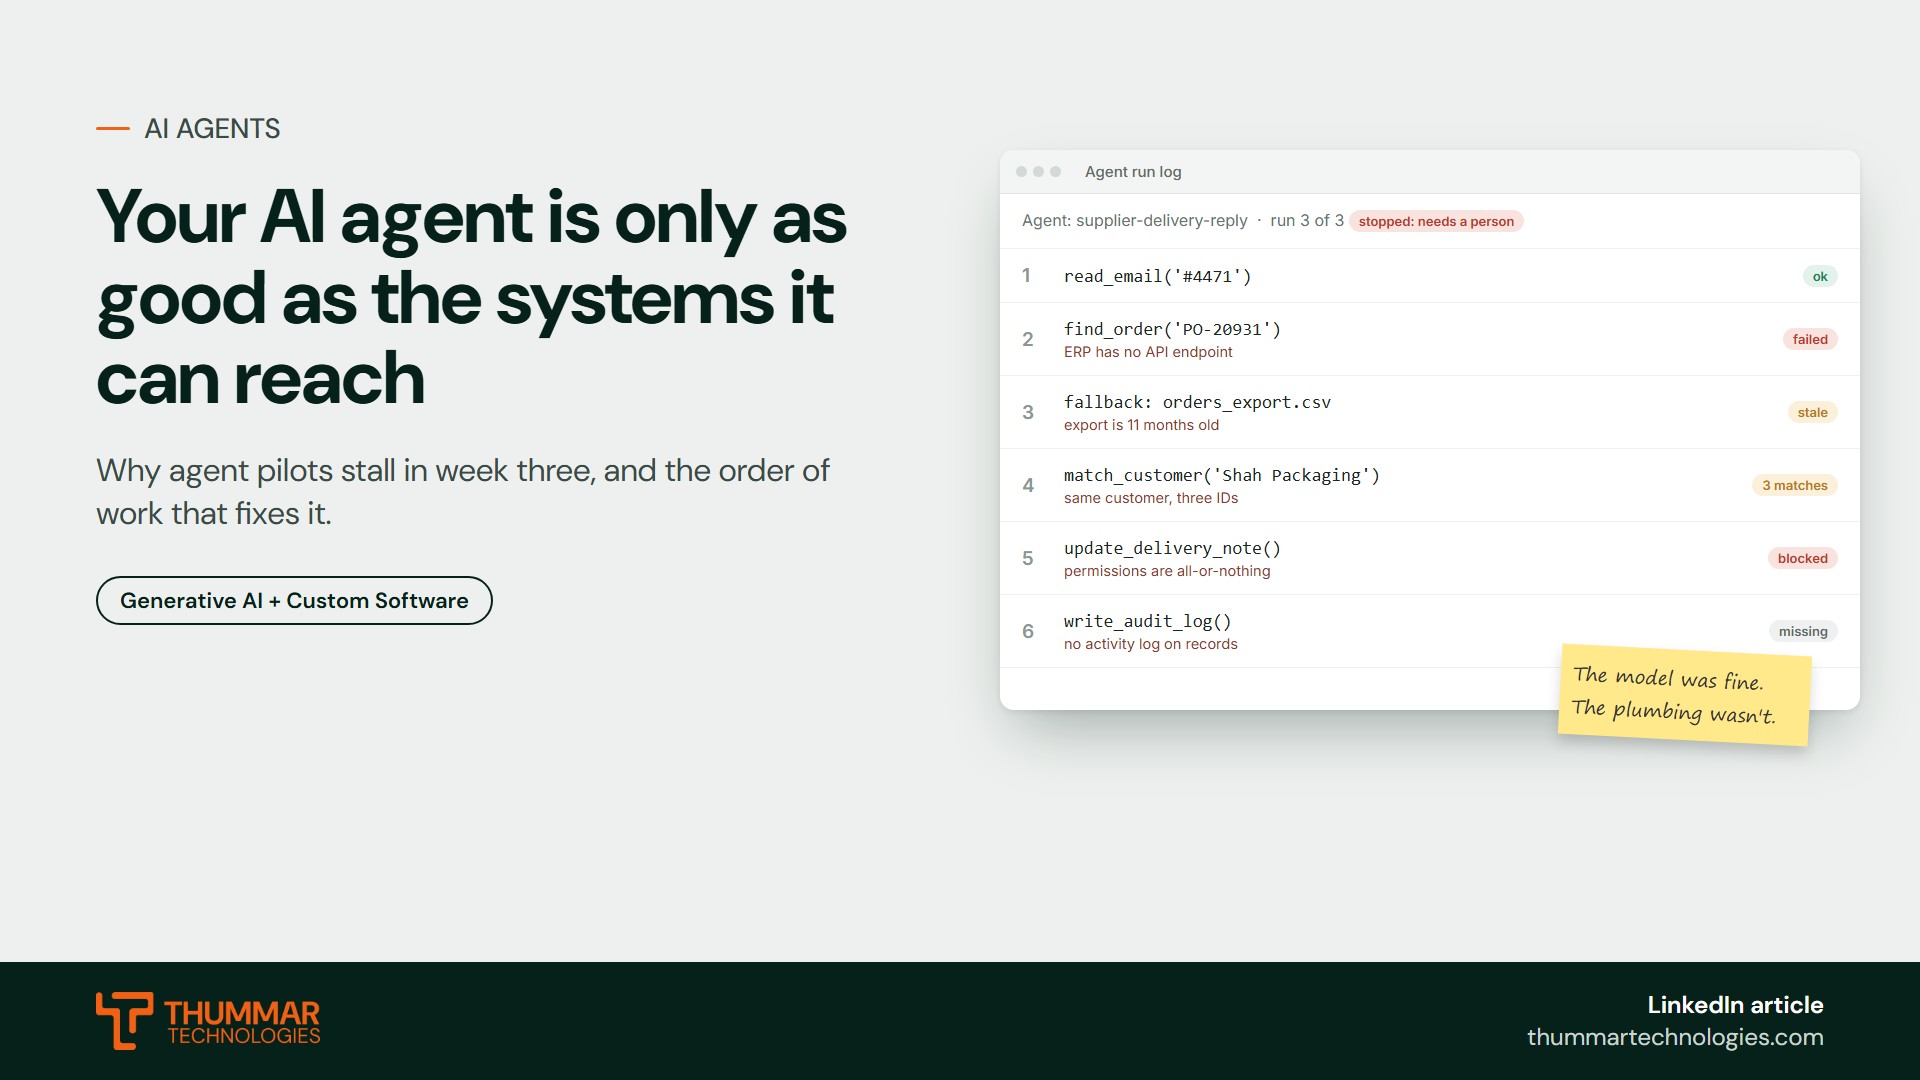 AI AGENTS
Your AI agent is only as
good as the systems it
can reach
Why agent pilots stall in week three, and the order of
work that fixes it.
Generative AI + Custom Software
Agent run log
Agent: supplier-delivery-reply · run 3 of 3 stopped: needs a person
1 read_email('#4471') ok
2 find_order('PO-20931') failed
ERP has no API endpoint
3 fallback: orders_export.csv stale
export is 11 months old
4 match_customer('Shah Packaging') 3 matches
same customer, three IDs
5 update_delivery_note() blocked
permissions are all-or-nothing
6 write_audit_log() missing
no activity log on records
The model was fine.
The plumbing wasn't.
THUMMAR
TECHNOLOGIES
LinkedIn article
thummartechnologies.com